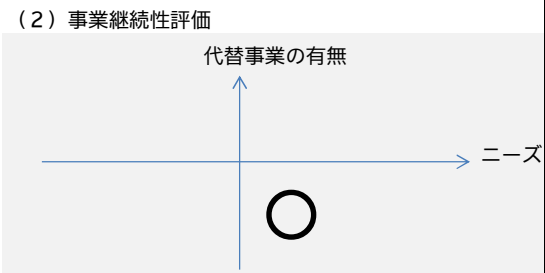 （２）事業継続性評価
代替事業の有無
ニーズ